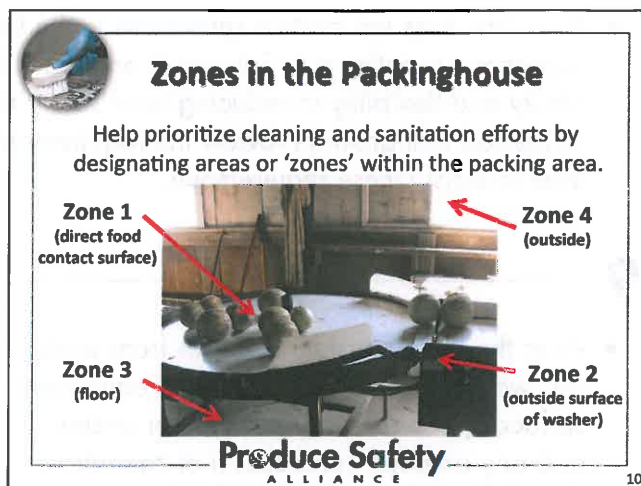 Zones in the Packinghouse
Help prioritize cleaning and sanitation efforts by
designating areas or 'zones' within the packing area.
Zone 1
(direct food
contact surface)
Zone 4
(outside)
Zone 3
(floor)
Zone 2
(outside surface
of washer)
Produce Safety
ALLIANCE
10